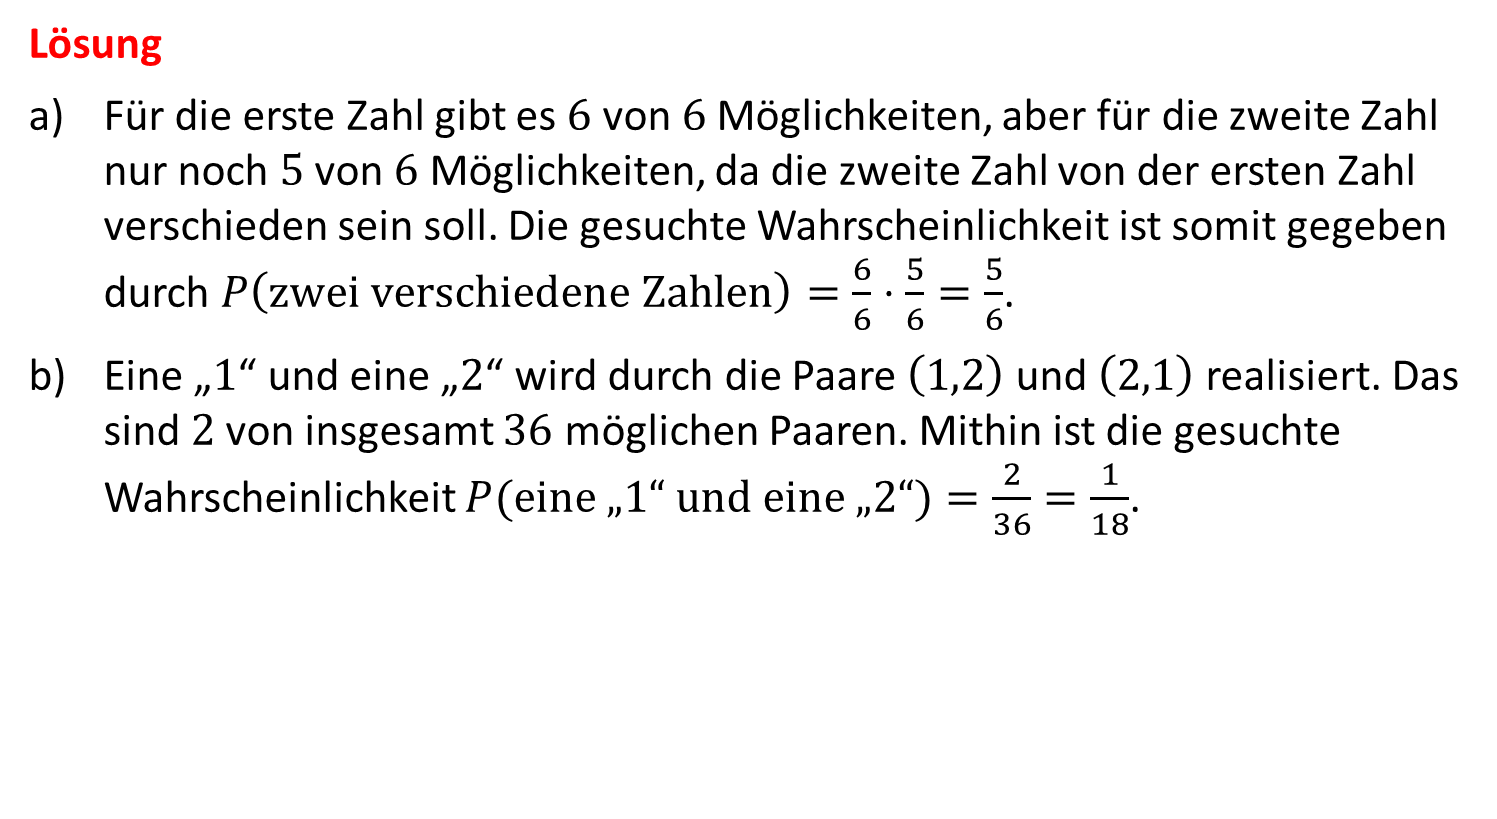 Lösung
a) Für die erste Zahl gibt es 6 von 6 Möglichkeiten, aber für die zweite Zahl
nur noch 5 von 6 Möglichkeiten, da die zweite Zahl von der ersten Zahl
verschieden sein soll. Die gesuchte Wahrscheinlichkeit ist somit gegeben
durch P(zwei verschiedene Zahlen) = 6/6 · 5/6 = 5/6.
b) Eine „1“ und eine „2“ wird durch die Paare (1,2) und (2,1) realisiert. Das
sind 2 von insgesamt 36 möglichen Paaren. Mithin ist die gesuchte
Wahrscheinlichkeit P(eine „1“ und eine „2“) = 2/36 = 1/18.